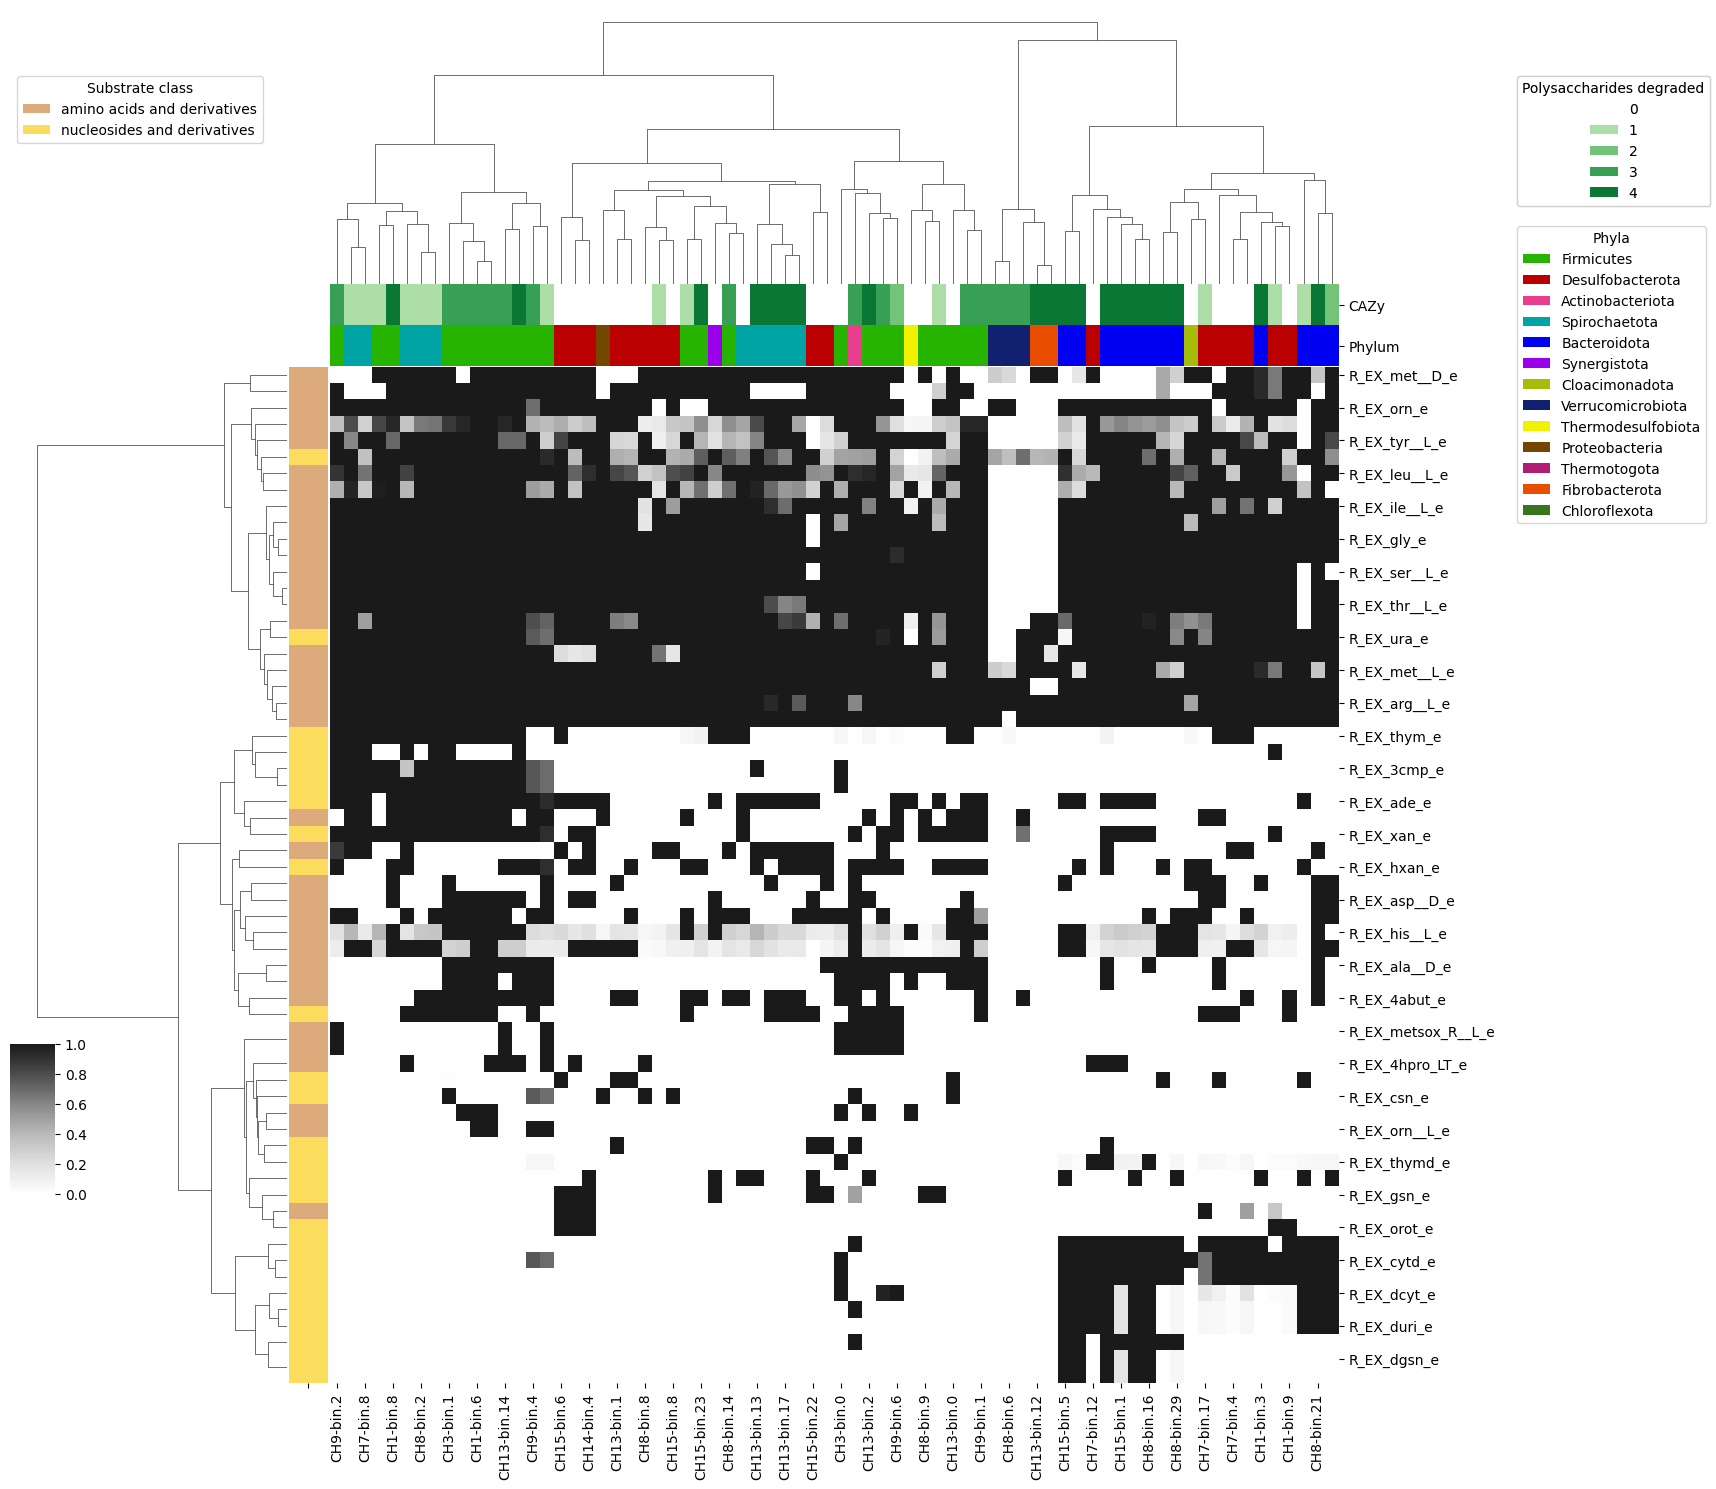 Substrate class
amino acids and derivatives
nucleosides and derivatives
Polysaccharides degraded
0
1
2
3
4
Phyla
Firmicutes
Desulfobacterota
Actinobacteriota
Spirochaetota
Bacteroidota
Synergistota
Cloacimonadota
Verrucomicrobiota
Thermodesulfobiota
Proteobacteria
Thermotogota
Fibrobacterota
Chloroflexota
CAZy
Phylum
R_EX_met__D_e
R_EX_orn_e
R_EX_tyr__L_e
R_EX_leu__L_e
R_EX_ile__L_e
R_EX_gly_e
R_EX_ser__L_e
R_EX_thr__L_e
R_EX_ura_e
R_EX_met__L_e
R_EX_arg__L_e
R_EX_thym_e
R_EX_3cmp_e
R_EX_ade_e
R_EX_xan_e
R_EX_hxan_e
R_EX_asp__D_e
R_EX_his__L_e
R_EX_ala__D_e
R_EX_4abut_e
R_EX_metsox_R__L_e
R_EX_4hpro_LT_e
R_EX_csn_e
R_EX_orn__L_e
R_EX_thymd_e
R_EX_gsn_e
R_EX_orot_e
R_EX_cytd_e
R_EX_dcyt_e
R_EX_duri_e
R_EX_dgsn_e
1.0
0.8
0.6
0.4
0.2
0.0
CH9-bin.2
CH7-bin.8
CH1-bin.8
CH8-bin.2
CH3-bin.1
CH1-bin.6
CH13-bin.14
CH9-bin.4
CH15-bin.6
CH14-bin.4
CH13-bin.1
CH8-bin.8
CH15-bin.8
CH15-bin.23
CH8-bin.14
CH13-bin.13
CH13-bin.17
CH15-bin.22
CH3-bin.0
CH13-bin.2
CH9-bin.6
CH8-bin.9
CH13-bin.0
CH9-bin.1
CH8-bin.6
CH13-bin.12
CH15-bin.5
CH7-bin.12
CH15-bin.1
CH8-bin.16
CH8-bin.29
CH7-bin.17
CH7-bin.4
CH1-bin.3
CH1-bin.9
CH8-bin.21